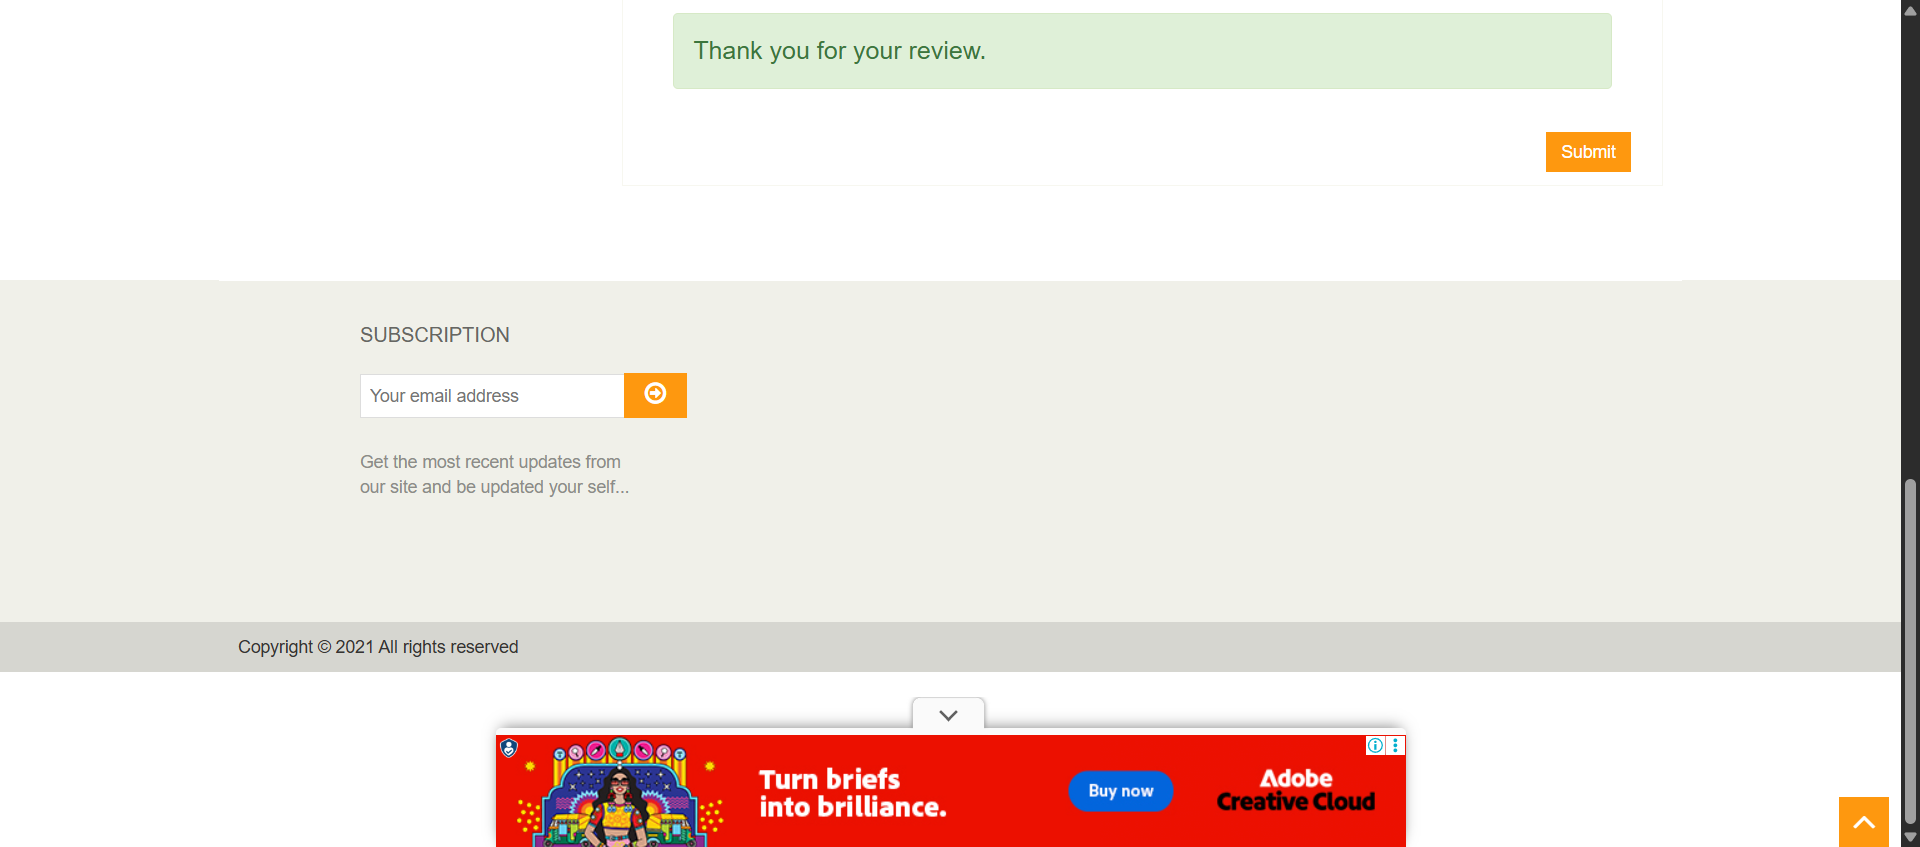 Thank you for your review.
Submit
SUBSCRIPTION
Your email address
Get the most recent updates from
our site and be updated your self...
Copyright © 2021 All rights reserved
Turn briefs
into brilliance.
Buy now
Adobe
Creative Cloud